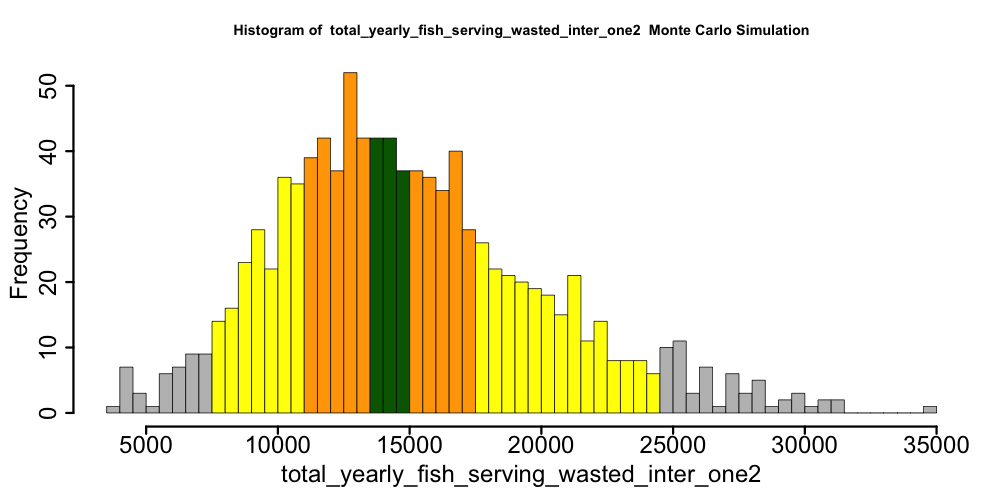 Histogram of total_yearly_fish_serving_wasted_inter_one2 Monte Carlo Simulation
Frequency
50
40
30
20
10
0
5000 10000 15000 20000 25000 30000 35000
total_yearly_fish_serving_wasted_inter_one2